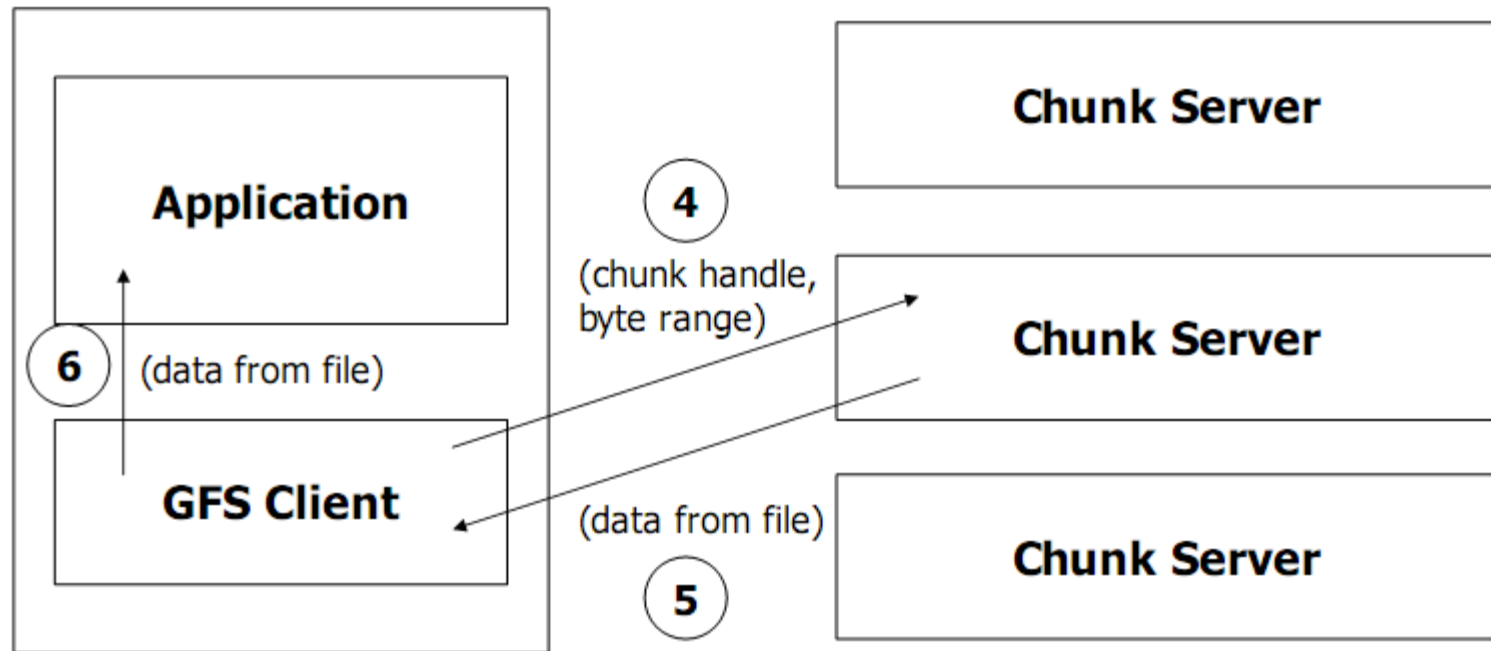 Application
6
(data from file)
GFS Client
4
(chunk handle,
byte range)
(data from file)
5
Chunk Server
Chunk Server
Chunk Server